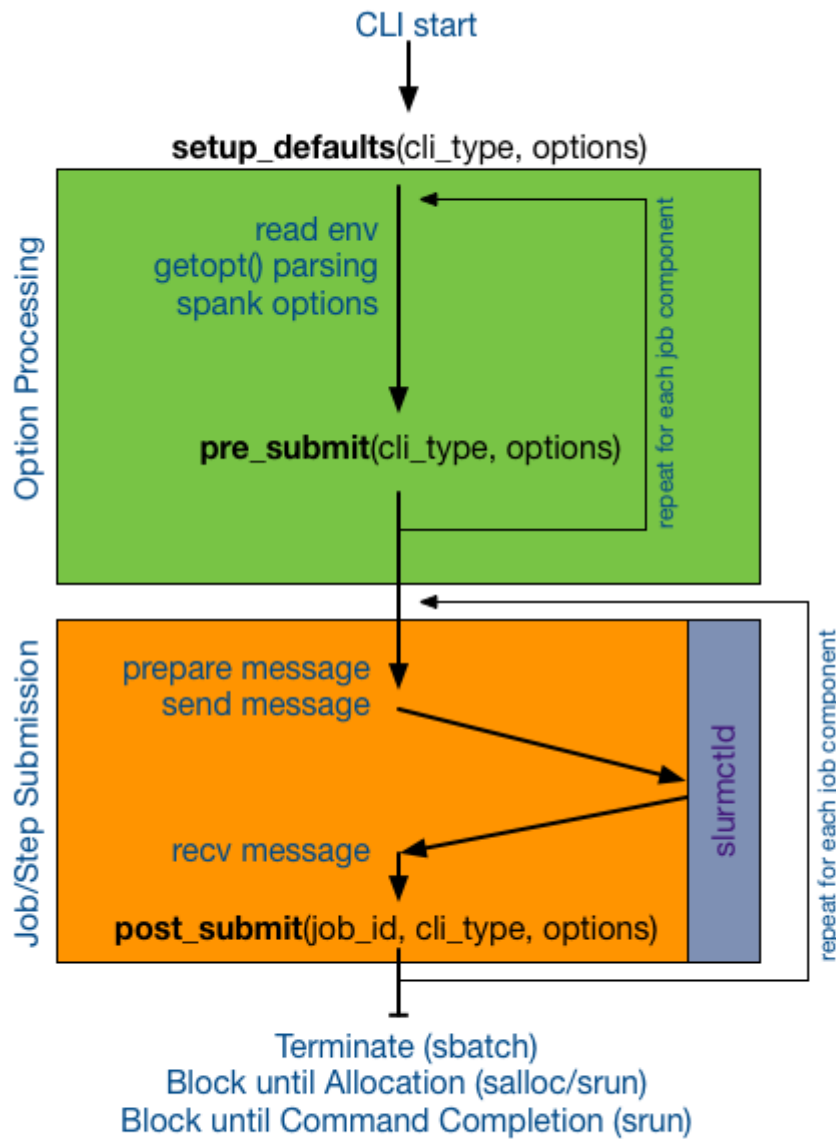 CLI start
setup_defaults(cli_type, options)
Option Processing
read env
getopt() parsing
spank options
repeat for each job component
pre_submit(cli_type, options)
Job/Step Submission
prepare message
send message
slurmctld
repeat for each job component
recv message
post_submit(job_id, cli_type, options)
Terminate (sbatch)
Block until Allocation (salloc/srun)
Block until Command Completion (srun)